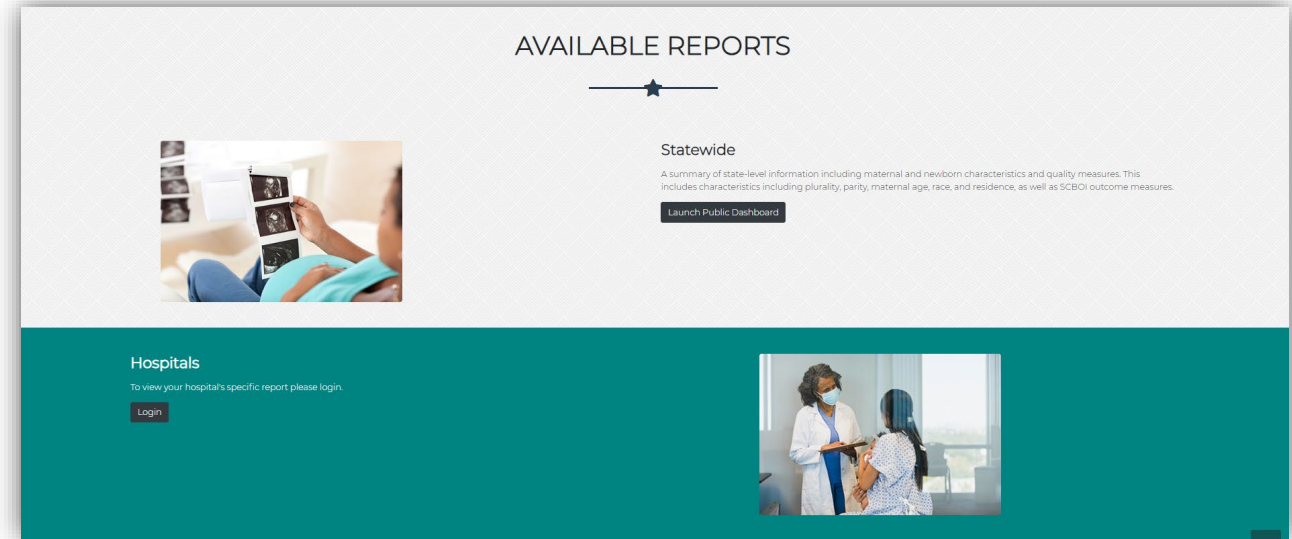 AVAILABLE REPORTS
Statewide
A summary of state-level information including maternal and newborn characteristics and quality measures. This
includes characteristics including plurality, parity, maternal age, race, and residence, as well as SCBOI outcome measures.
Launch Public Dashboard
Hospitals
To view your hospital's specific report please login.
Login